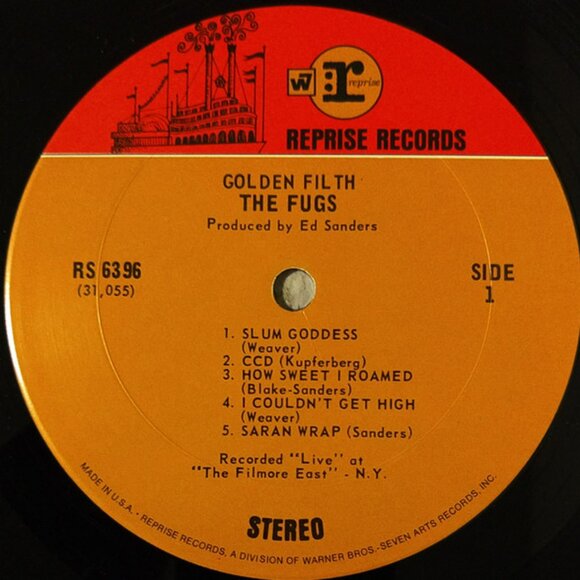 W7 r reprise
REPRISE RECORDS
GOLDEN FILTH
THE FUGS
Produced by Ed Sanders
RS 6396
(31,055)
SIDE
1
1. SLUM GODDESS
(Weaver)
2. CCD (Kupferberg)
3. HOW SWEET I ROAMED
(Blake-Sanders)
4. I COULDN'T GET HIGH
(Weaver)
5. SARAN WRAP (Sanders)
Recorded "Live" at
"The Filmore East" - N.Y.
STEREO
MADE IN U.S.A. - REPRISE RECORDS, A DIVISION OF WARNER BROS.-SEVEN ARTS RECORDS, INC.